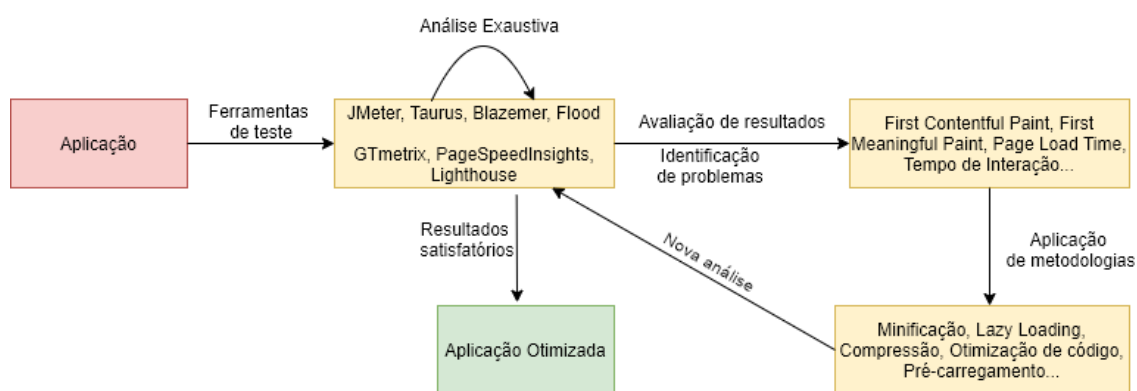 Análise Exaustiva
Aplicação
Ferramentas
de teste
JMeter, Taurus, Blazemer, Flood
GTmetrix, PageSpeedInsights,
Lighthouse
Avaliação de resultados
Identificação
de problemas
First Contentful Paint, First
Meaningful Paint, Page Load Time,
Tempo de Interação...
Resultados
satisfatórios
Nova análise
Aplicação
de metodologias
Aplicação Otimizada
Minificação, Lazy Loading,
Compressão, Otimização de código,
Pré-carregamento...